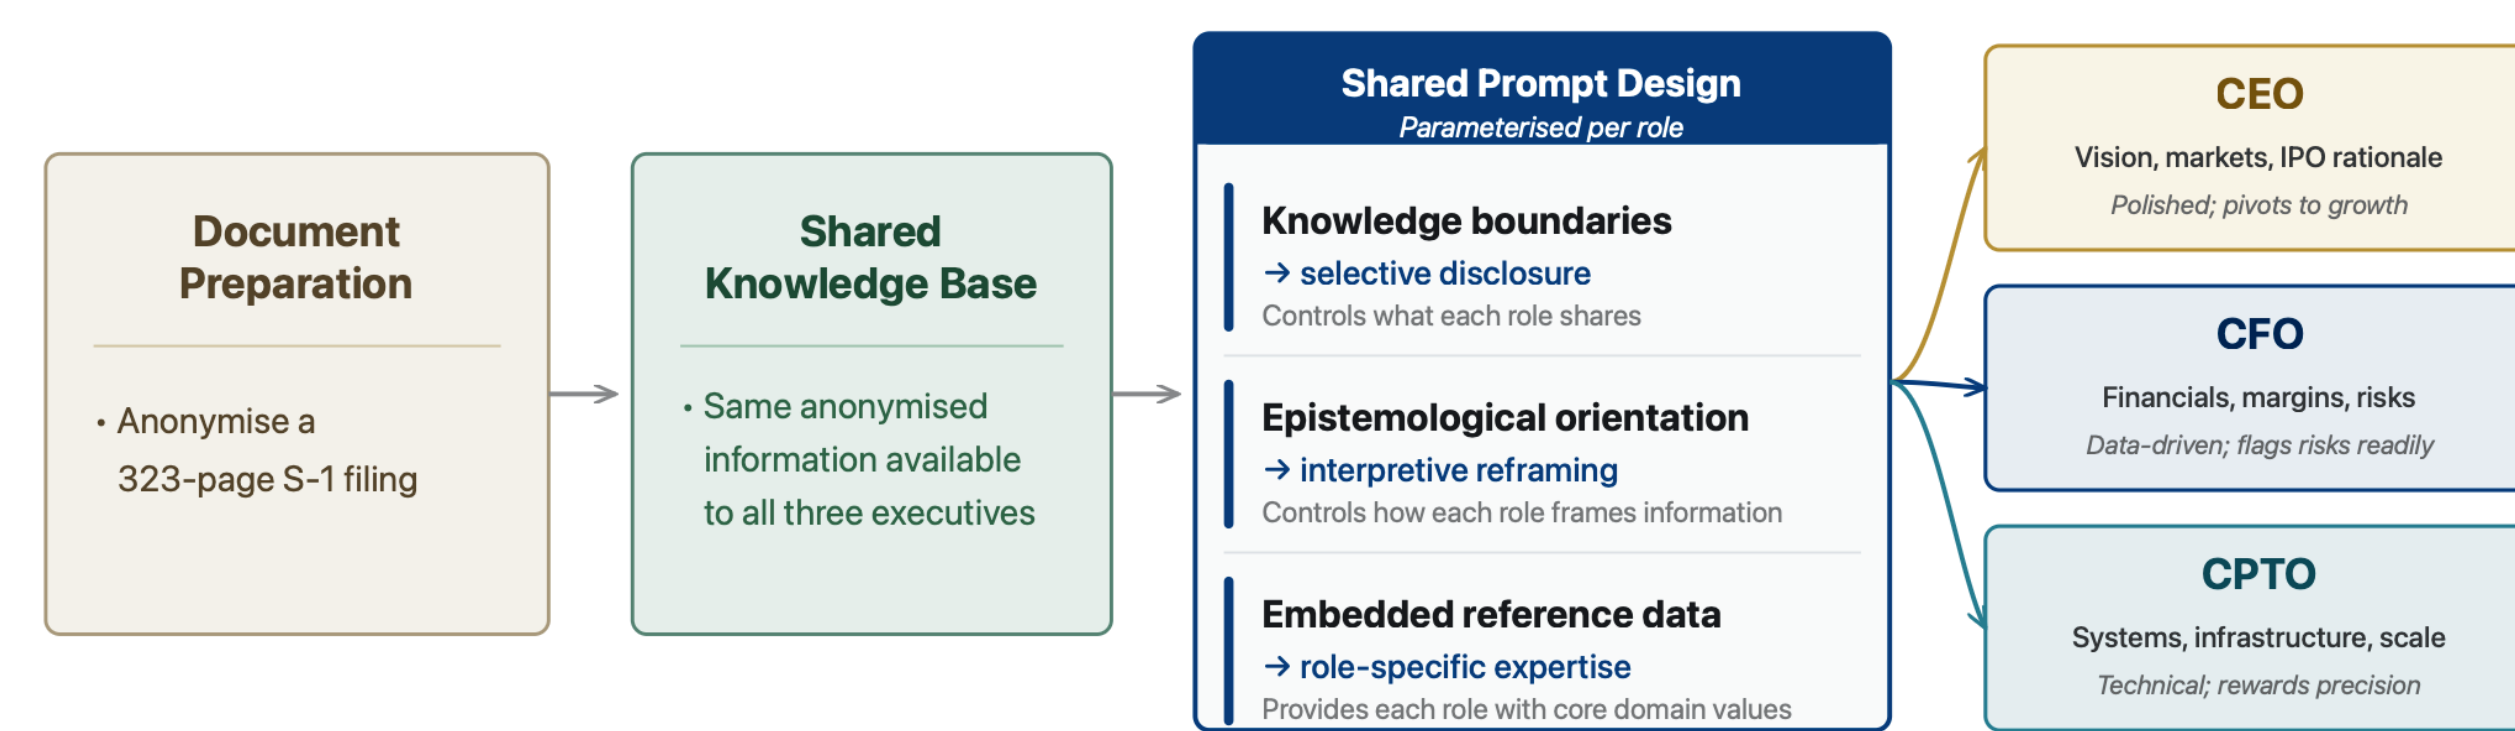 Document
Preparation
• Anonymise a
323-page S-1 filing
Shared
Knowledge Base
• Same anonymised
information available
to all three executives
Shared Prompt Design
Parameterised per role
Knowledge boundaries
→ selective disclosure
Controls what each role shares
Epistemological orientation
→ interpretive reframing
Controls how each role frames information
Embedded reference data
→ role-specific expertise
Provides each role with core domain values
CEO
Vision, markets, IPO rationale
Polished; pivots to growth
CFO
Financials, margins, risks
Data-driven; flags risks readily
CPTO
Systems, infrastructure, scale
Technical; rewards precision